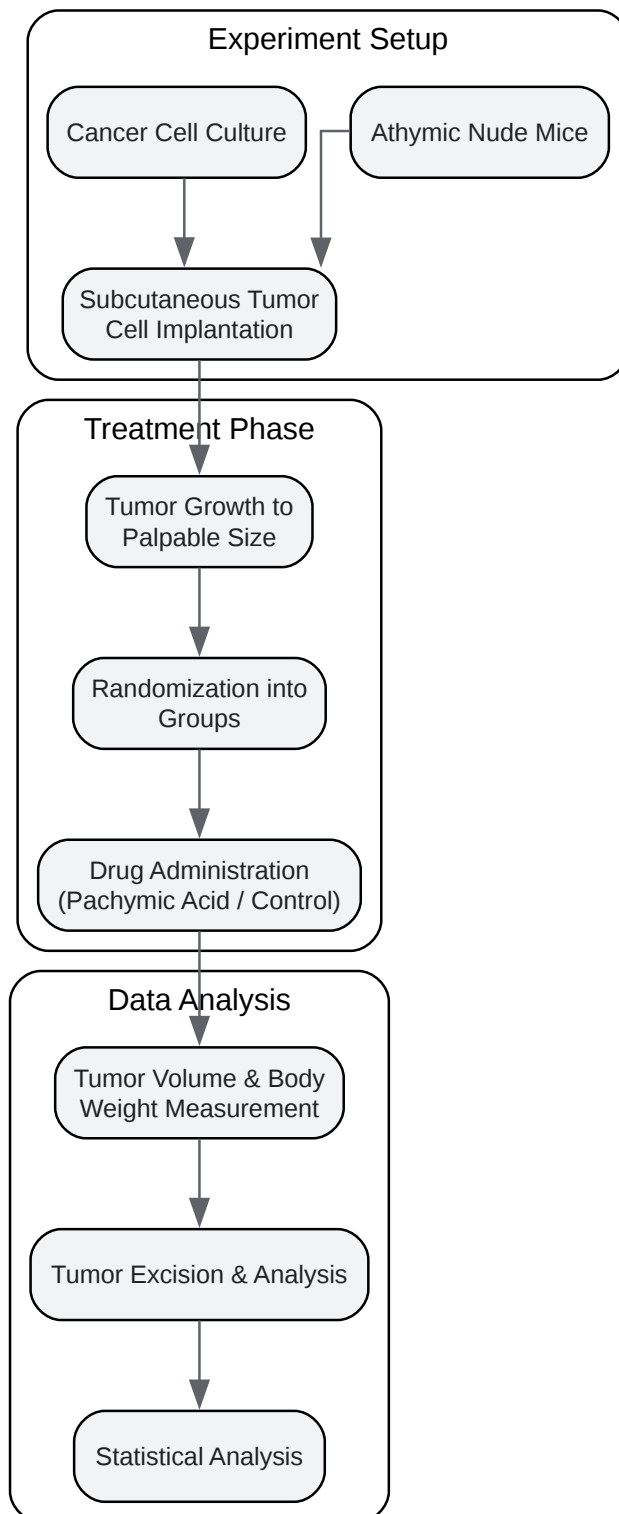 Experiment Setup
Cancer Cell Culture
Athymic Nude Mice
Subcutaneous Tumor
Cell Implantation
Treatment Phase
Tumor Growth to
Palpable Size
Randomization into
Groups
Drug Administration
(Pachymic Acid / Control)
Data Analysis
Tumor Volume & Body
Weight Measurement
Tumor Excision & Analysis
Statistical Analysis